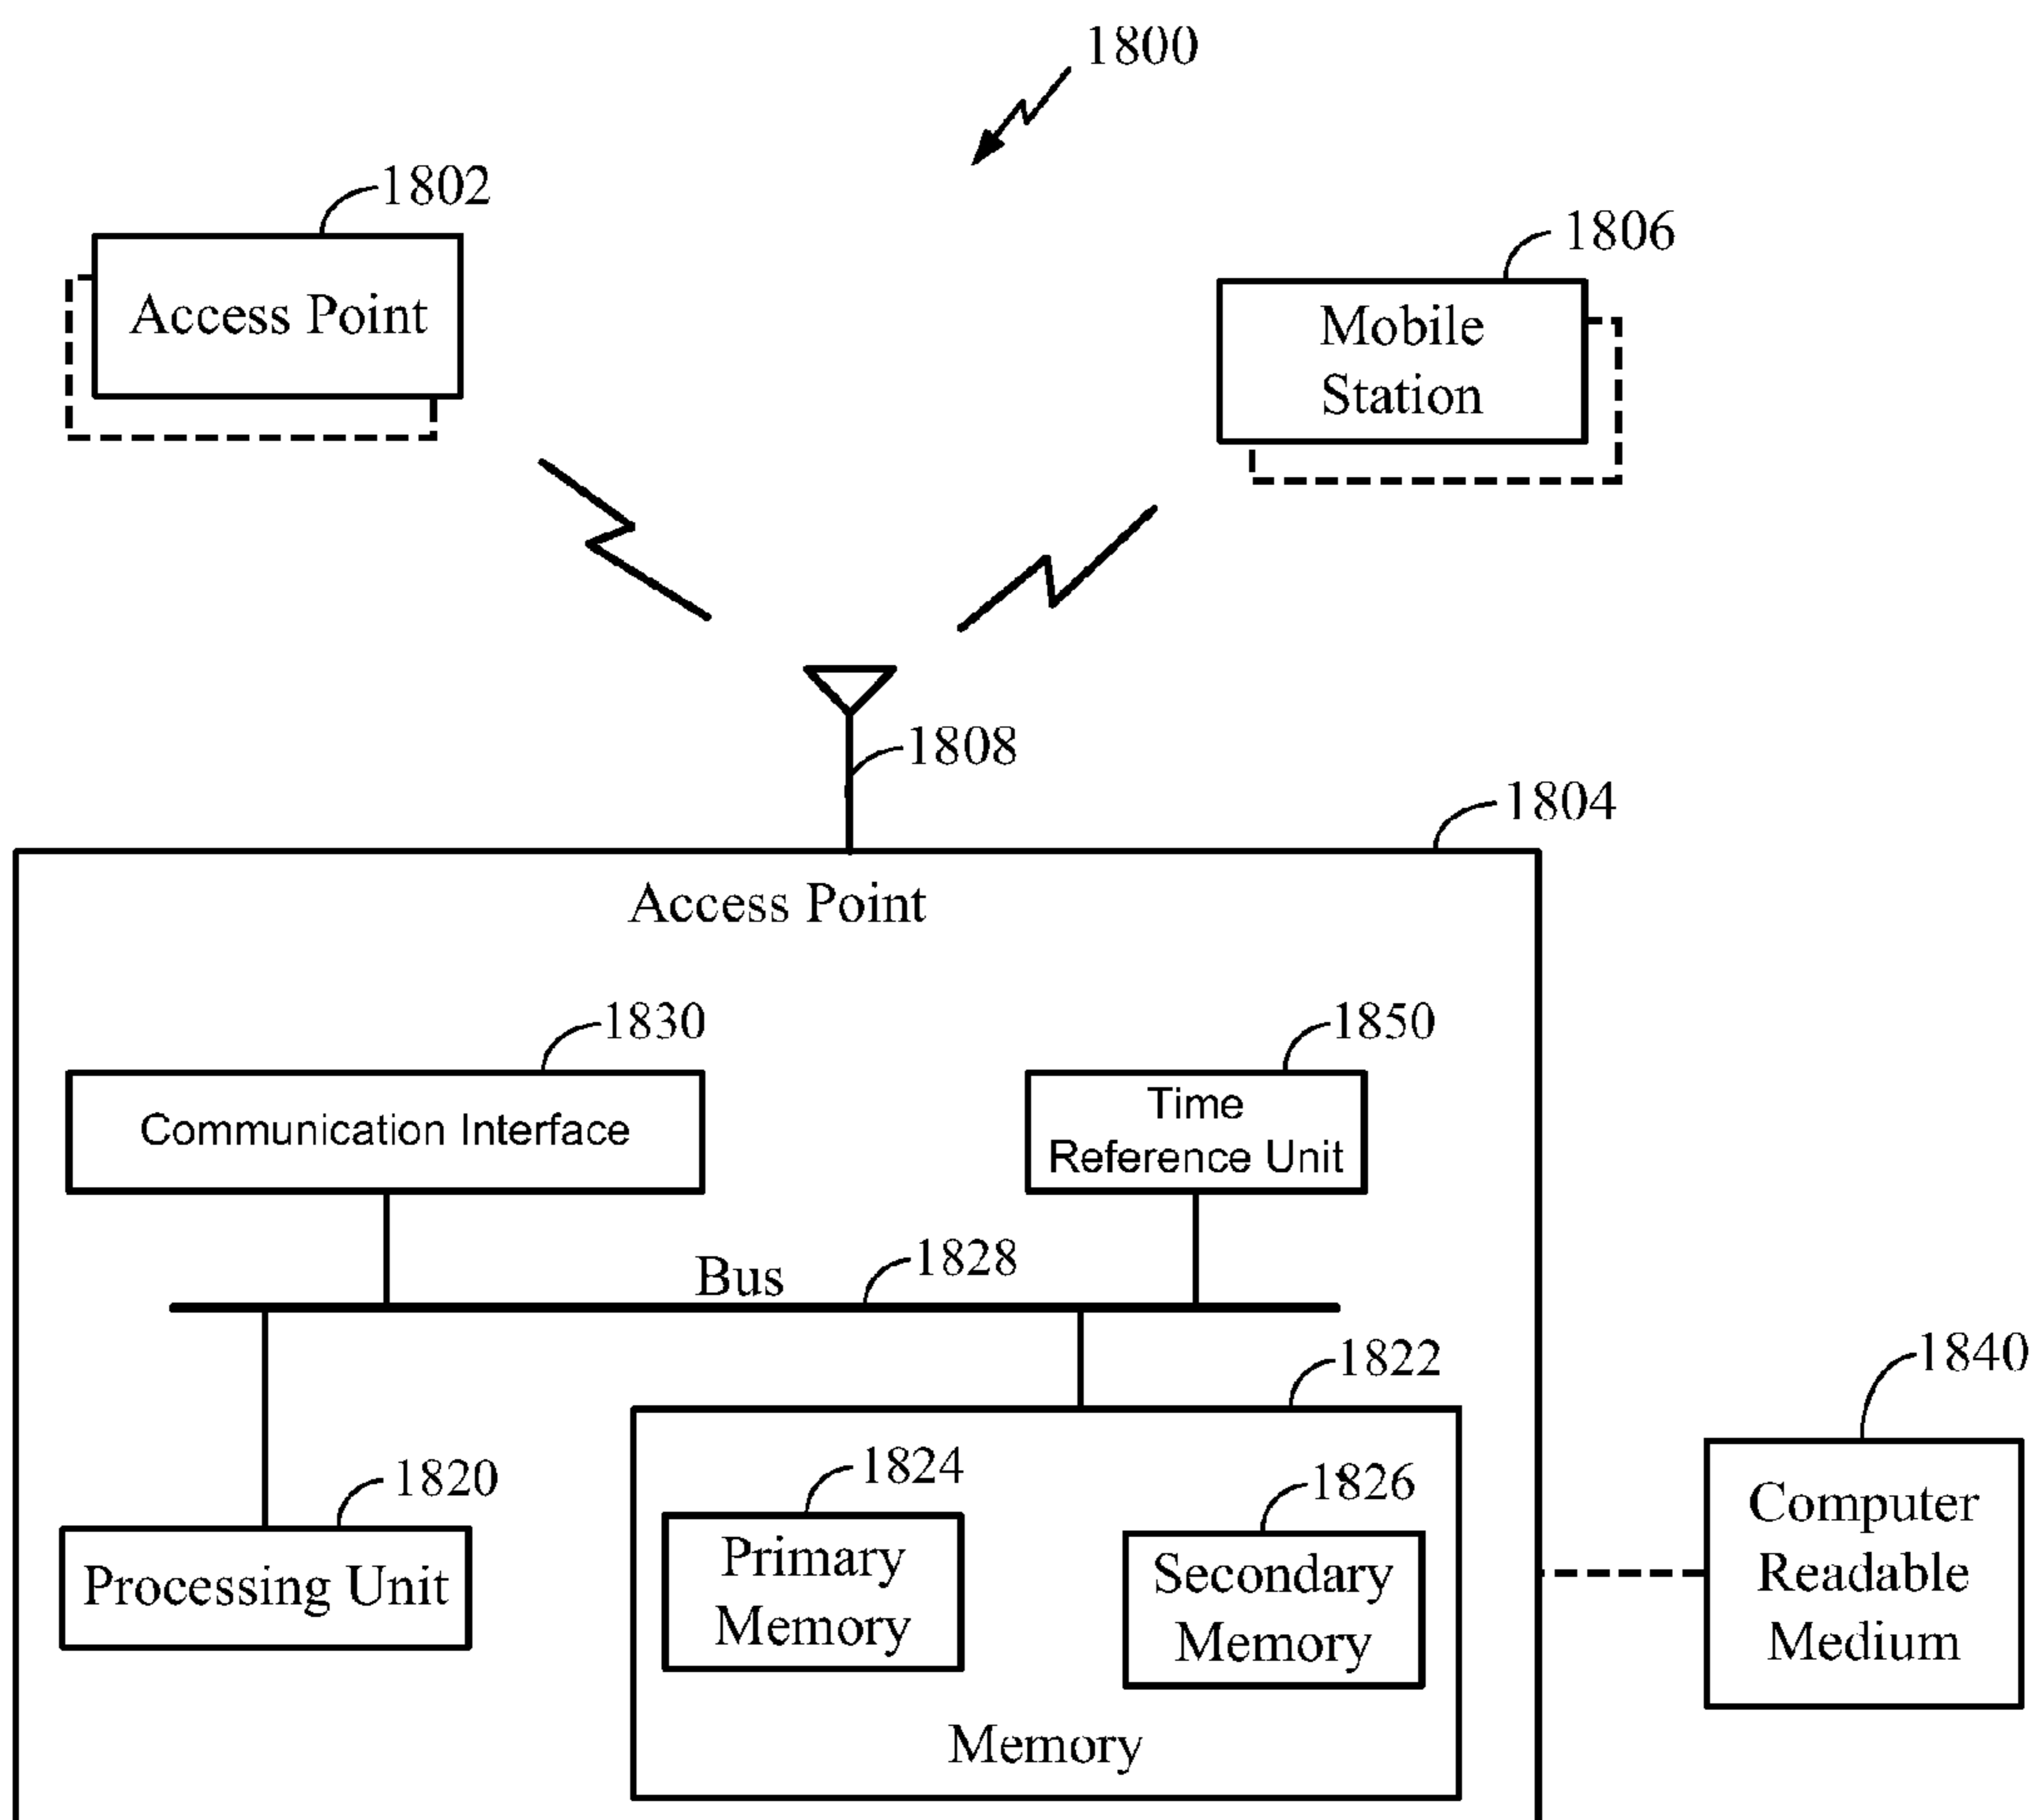 1800
1802
Access Point
1806
Mobile
Station
1808
1804
Access Point
1830
Communication Interface
1850
Time
Reference Unit
Bus
1828
1822
1840
1820
Processing Unit
1824
Primary
Memory
1826
Secondary
Memory
Memory
Computer
Readable
Medium